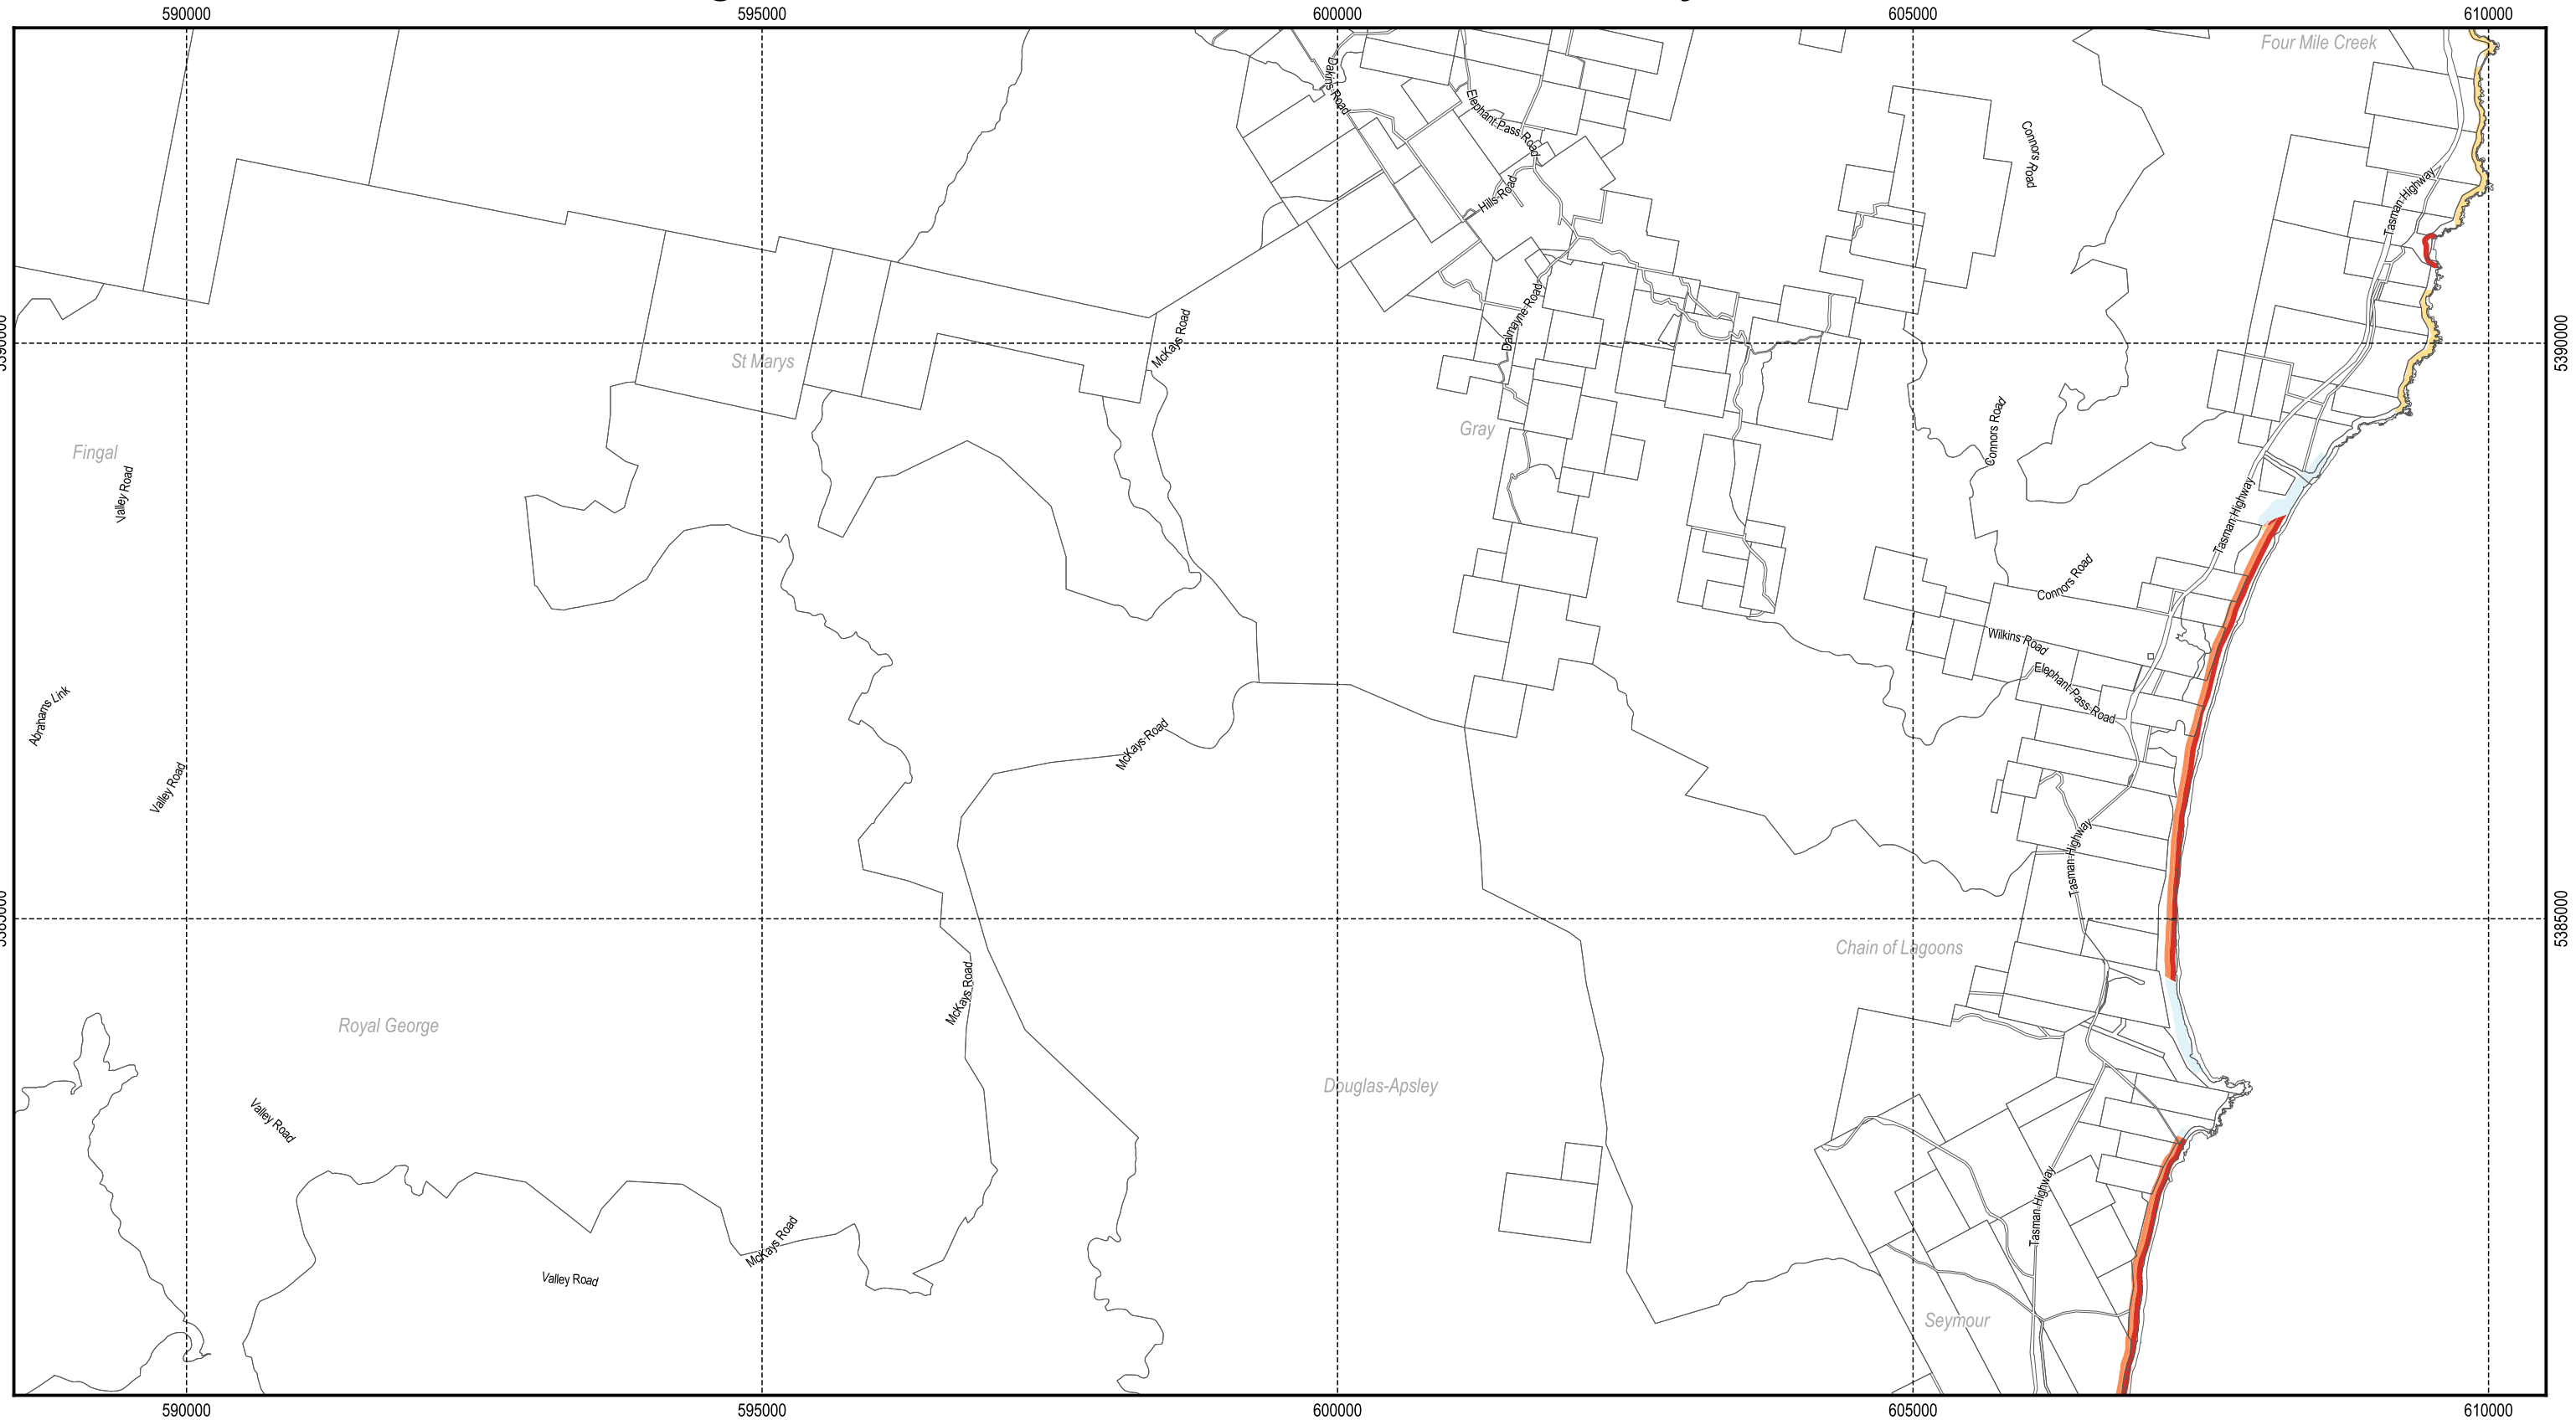 590000
595000
600000
605000
610000
Four Mile Creek
Dakins Road
Elephant Pass Road
Connors Road
Tasman Highway
Hills Road
Dalmayne Road
McKays Road
5390000
St Marys
Gray
Connors Road
Fingal
Valley Road
Tasman Highway
Connors Road
Wilkins Road
Elephant Pass Road
Abrahams Link
McKays Road
Valley Road
Tasman Highway
5385000
Chain of Lagoons
McKays Road
Royal George
Douglas-Apsley
Valley Road
Tasman Highway
McKays Road
Valley Road
Seymour
590000
595000
600000
605000
610000